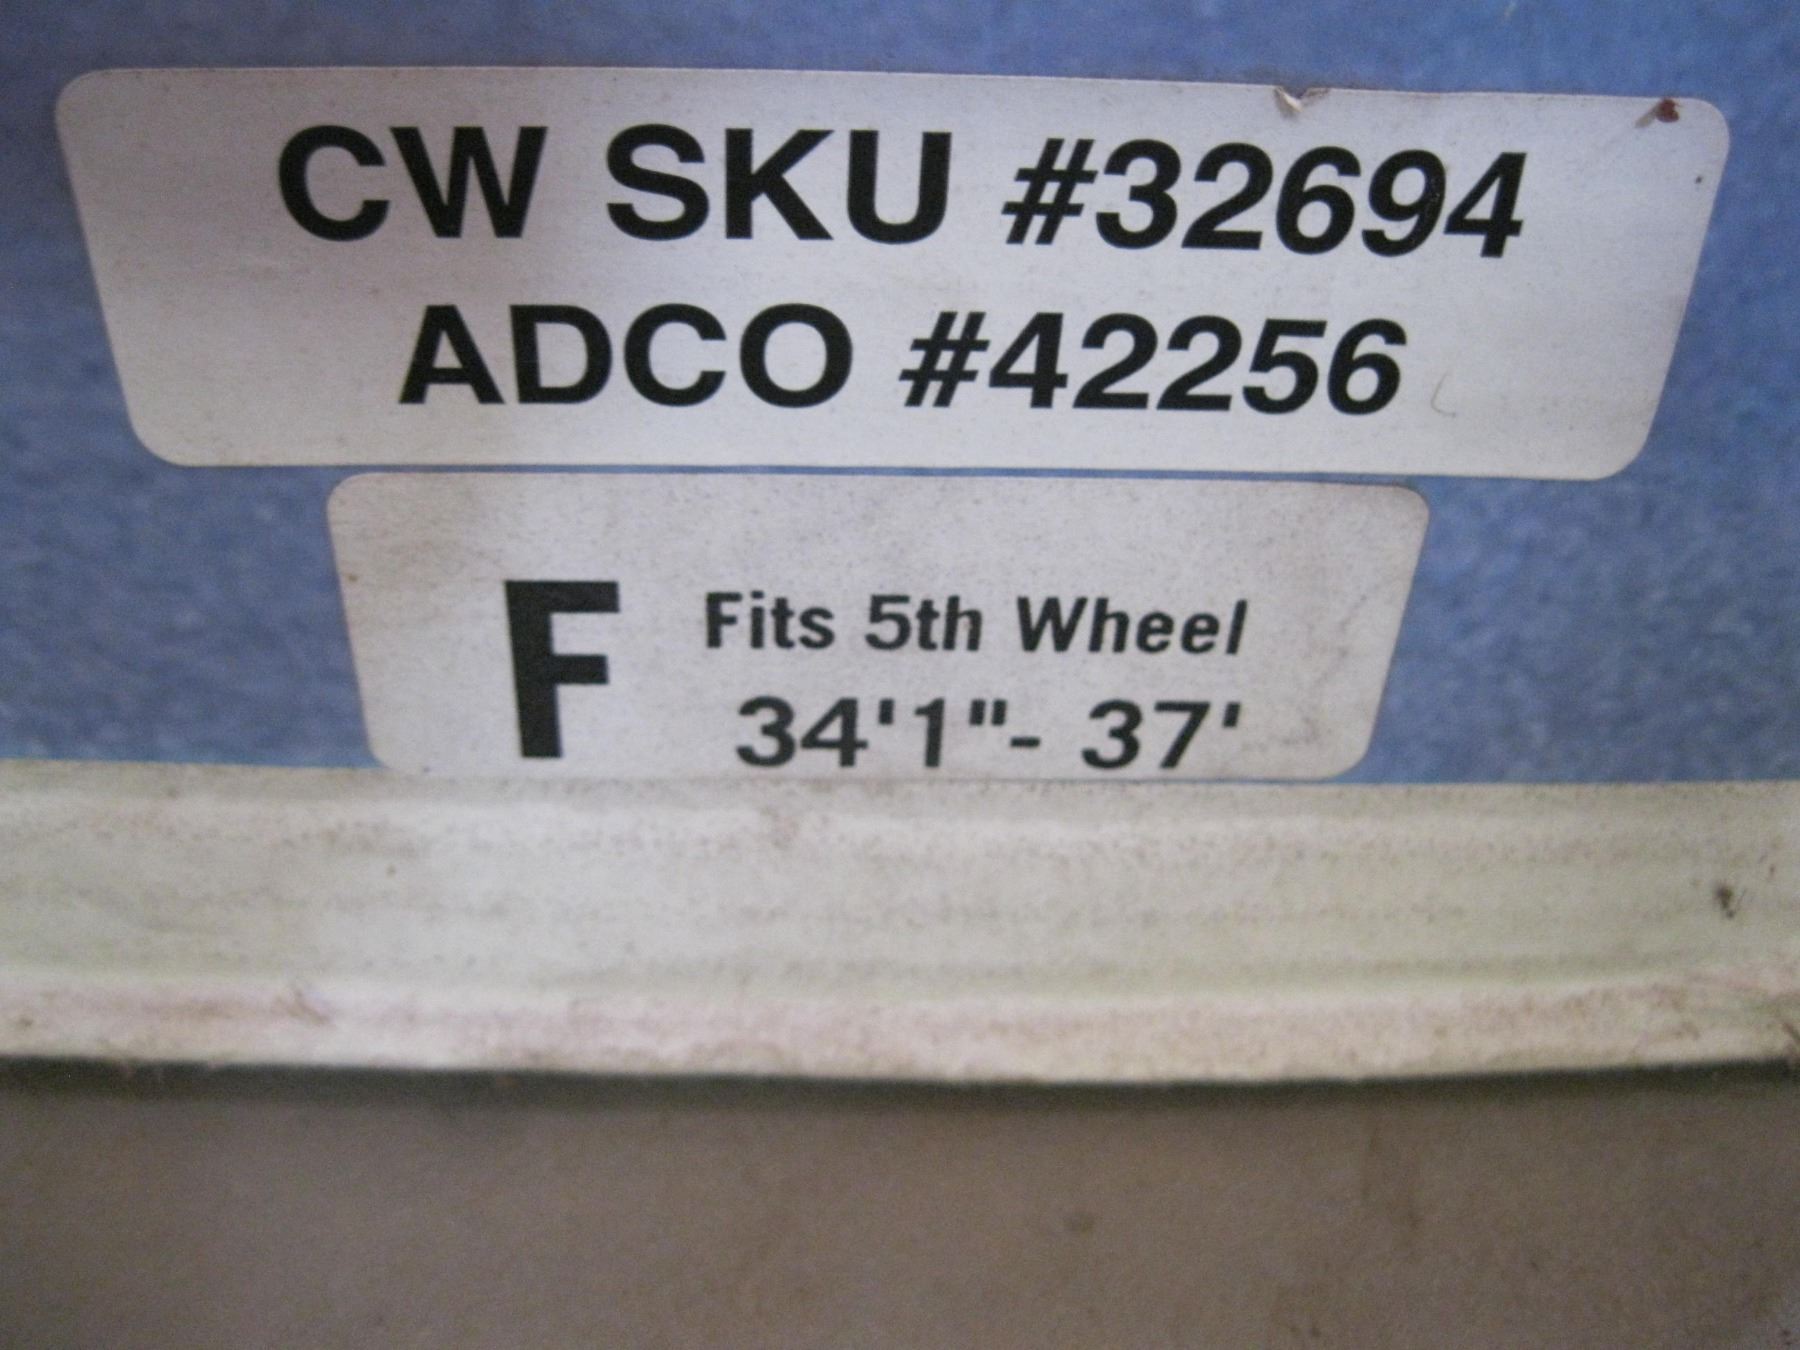 CW SKU #32694
ADCO #42256
F Fits 5th Wheel
34'1"- 37'